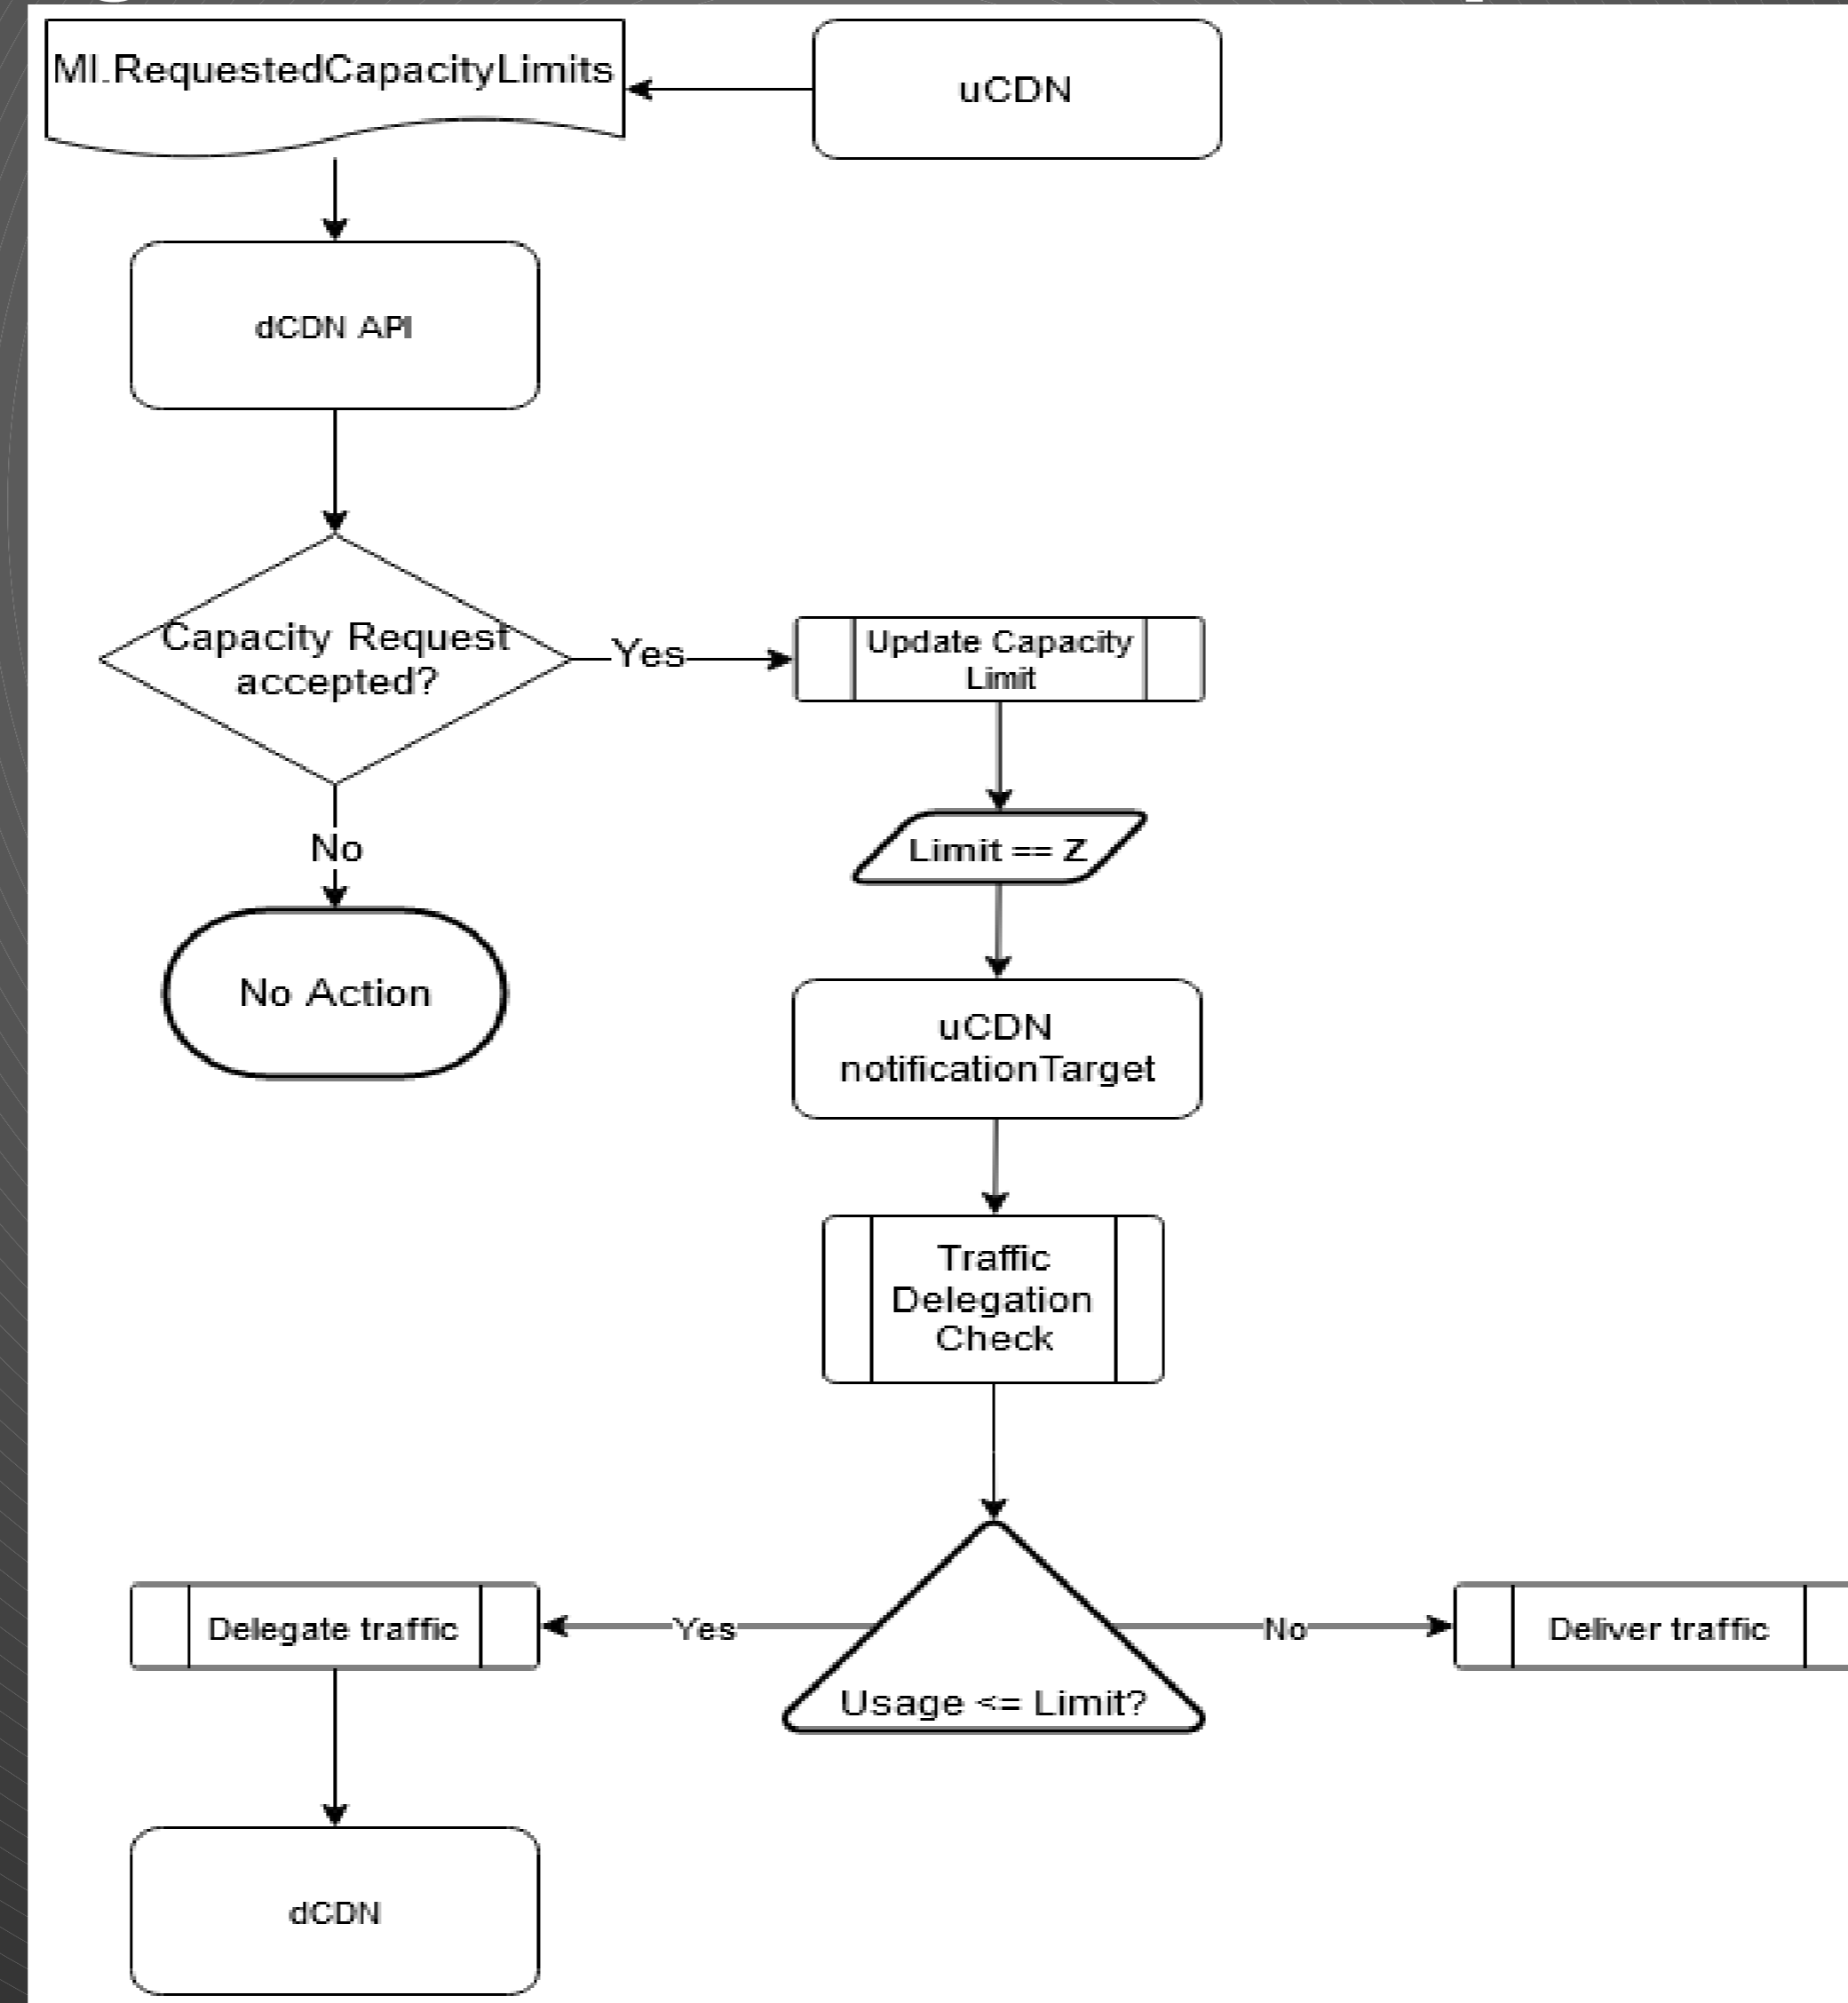 MI.RequestedCapacityLimits
uCDN
dCDN API
Capacity Request
accepted?
Yes
Update Capacity
Limit
No
Limit == Z
No Action
uCDN
notificationTarget
Traffic
Delegation
Check
Delegate traffic
Yes
No
Deliver traffic
Usage <= Limit?
dCDN